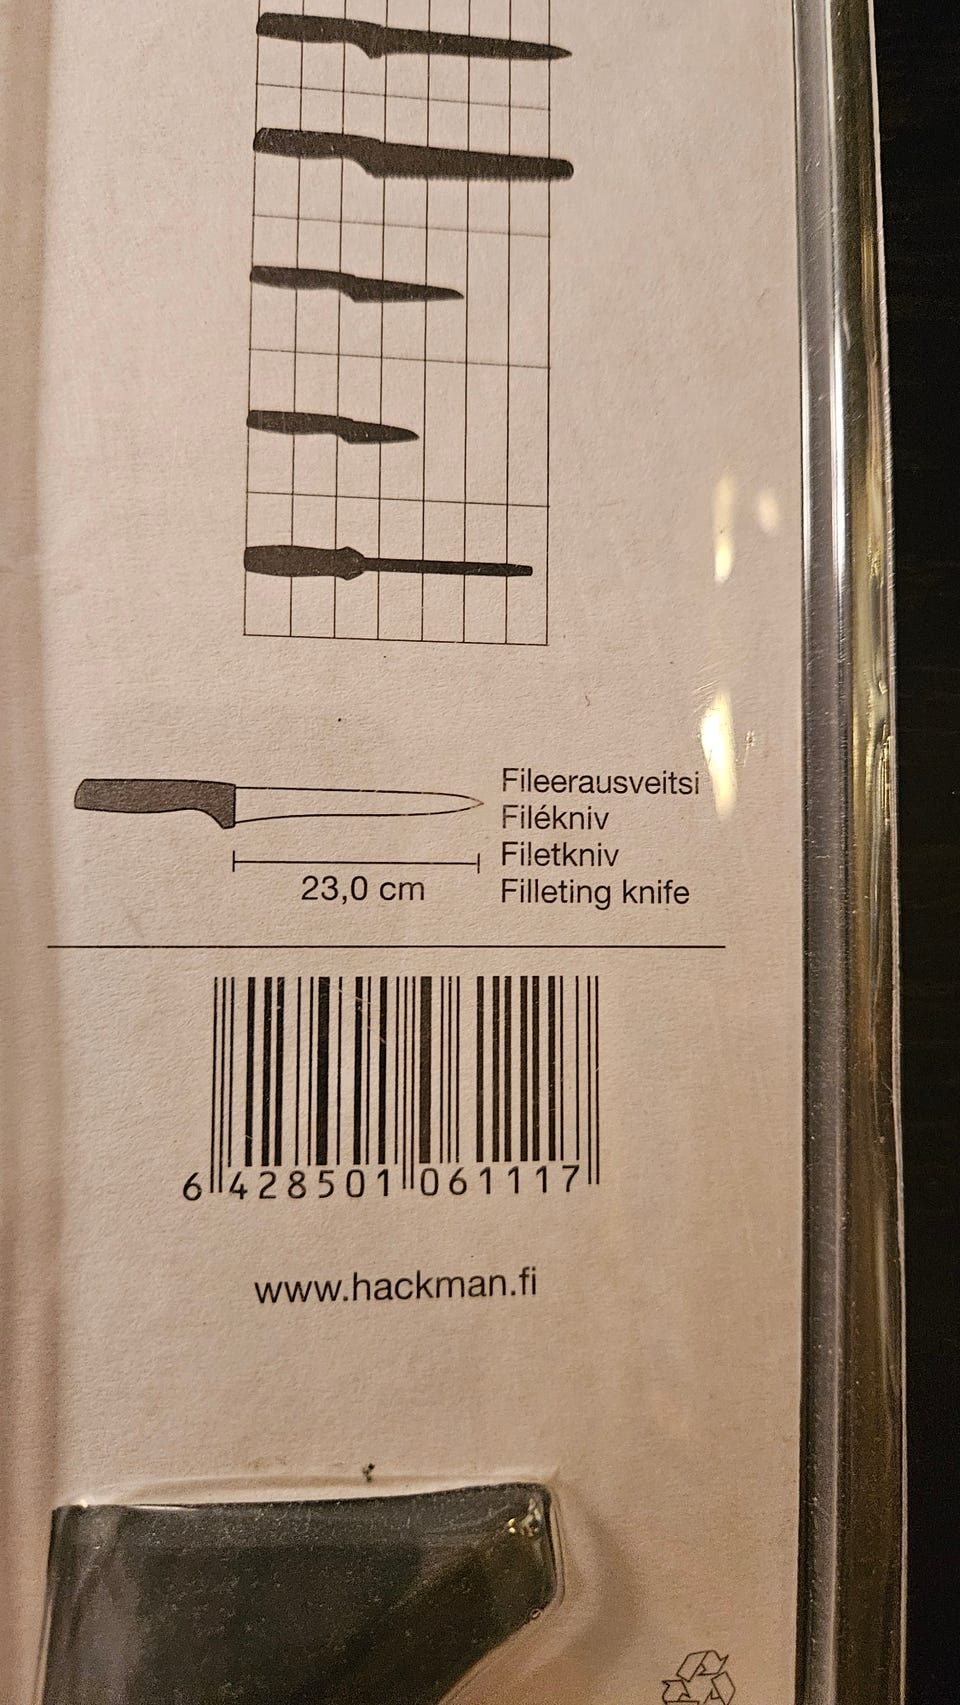 Fileerausveitsi
Filékniv
Filetkniv
Filleting knife
23,0 cm
6 428501 061117
www.hackman.fi